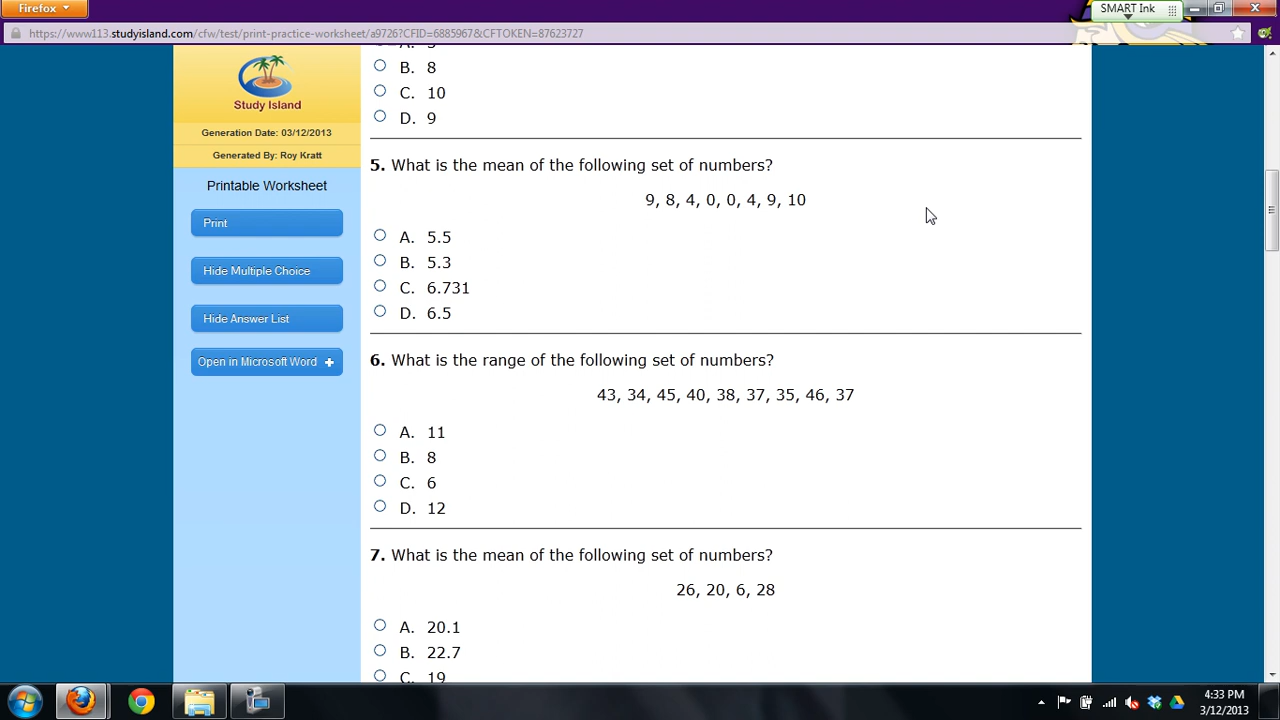 Firefox
SMART Ink
https://www113.studyisland.com/cfw/test/print-practice-worksheet/a9725?CFID=6885967&CFTOKEN=87623727
Study Island
Generation Date: 03/12/2013
Generated By: Roy Kratt
Printable Worksheet
Print
Hide Multiple Choice
Hide Answer List
Open in Microsoft Word +
B. 8
C. 10
D. 9
5. What is the mean of the following set of numbers?
9, 8, 4, 0, 0, 4, 9, 10
A. 5.5
B. 5.3
C. 6.731
D. 6.5
6. What is the range of the following set of numbers?
43, 34, 45, 40, 38, 37, 35, 46, 37
A. 11
B. 8
C. 6
D. 12
7. What is the mean of the following set of numbers?
26, 20, 6, 28
A. 20.1
B. 22.7
C. 19
4:33 PM
3/12/2013